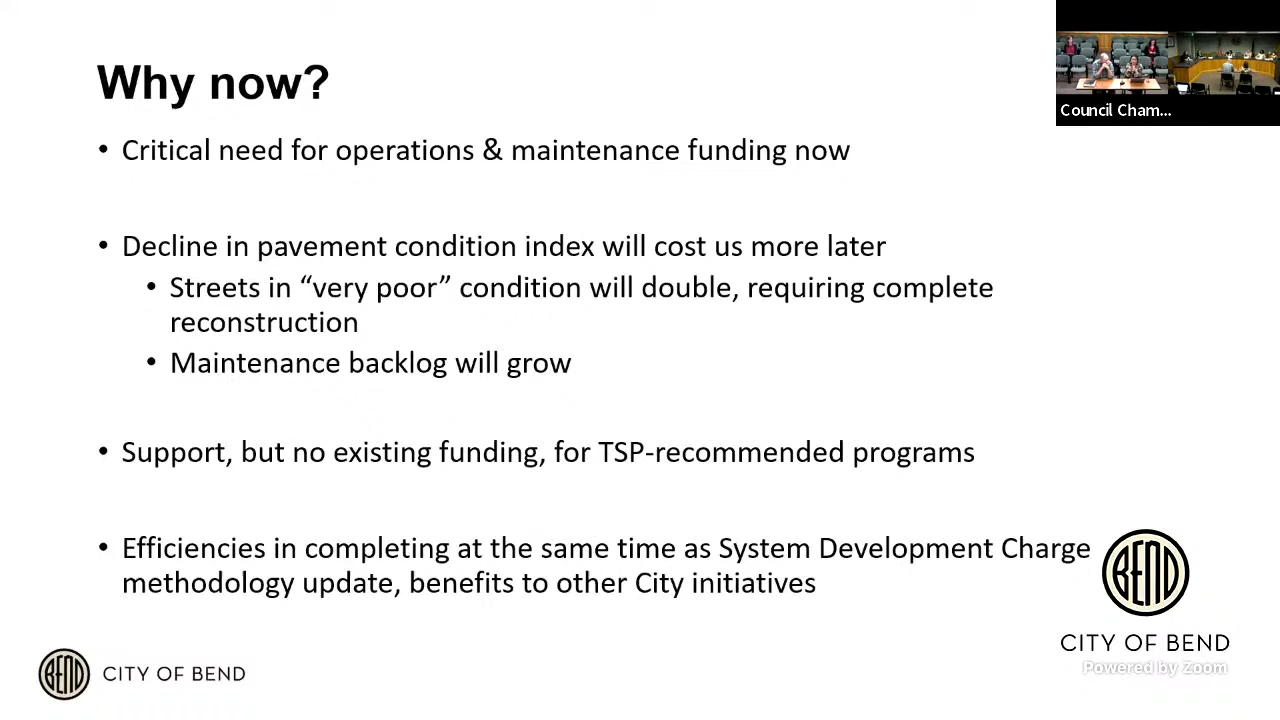 Why now?
• Critical need for operations & maintenance funding now
• Decline in pavement condition index will cost us more later
• Streets in “very poor” condition will double, requiring complete
reconstruction
• Maintenance backlog will grow
• Support, but no existing funding, for TSP-recommended programs
• Efficiencies in completing at the same time as System Development Charge
methodology update, benefits to other City initiatives
Council Cham...
BEND
CITY OF BEND
Powered by Zoom
BEND
CITY OF BEND